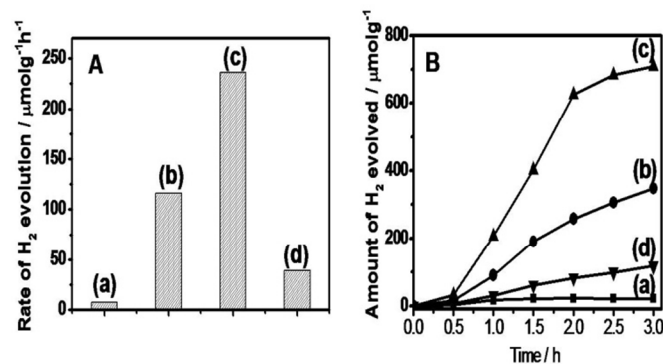 A
Rate of H2 evolution / μmolg-1h-1
250
200
150
100
50
0
(a)
(b)
(c)
(d)
B
Amount of H2 evolved / μmolg-1
800
600
400
200
0
(c)
(b)
(d)
(a)
0.0 0.5 1.0 1.5 2.0 2.5 3.0
Time / h